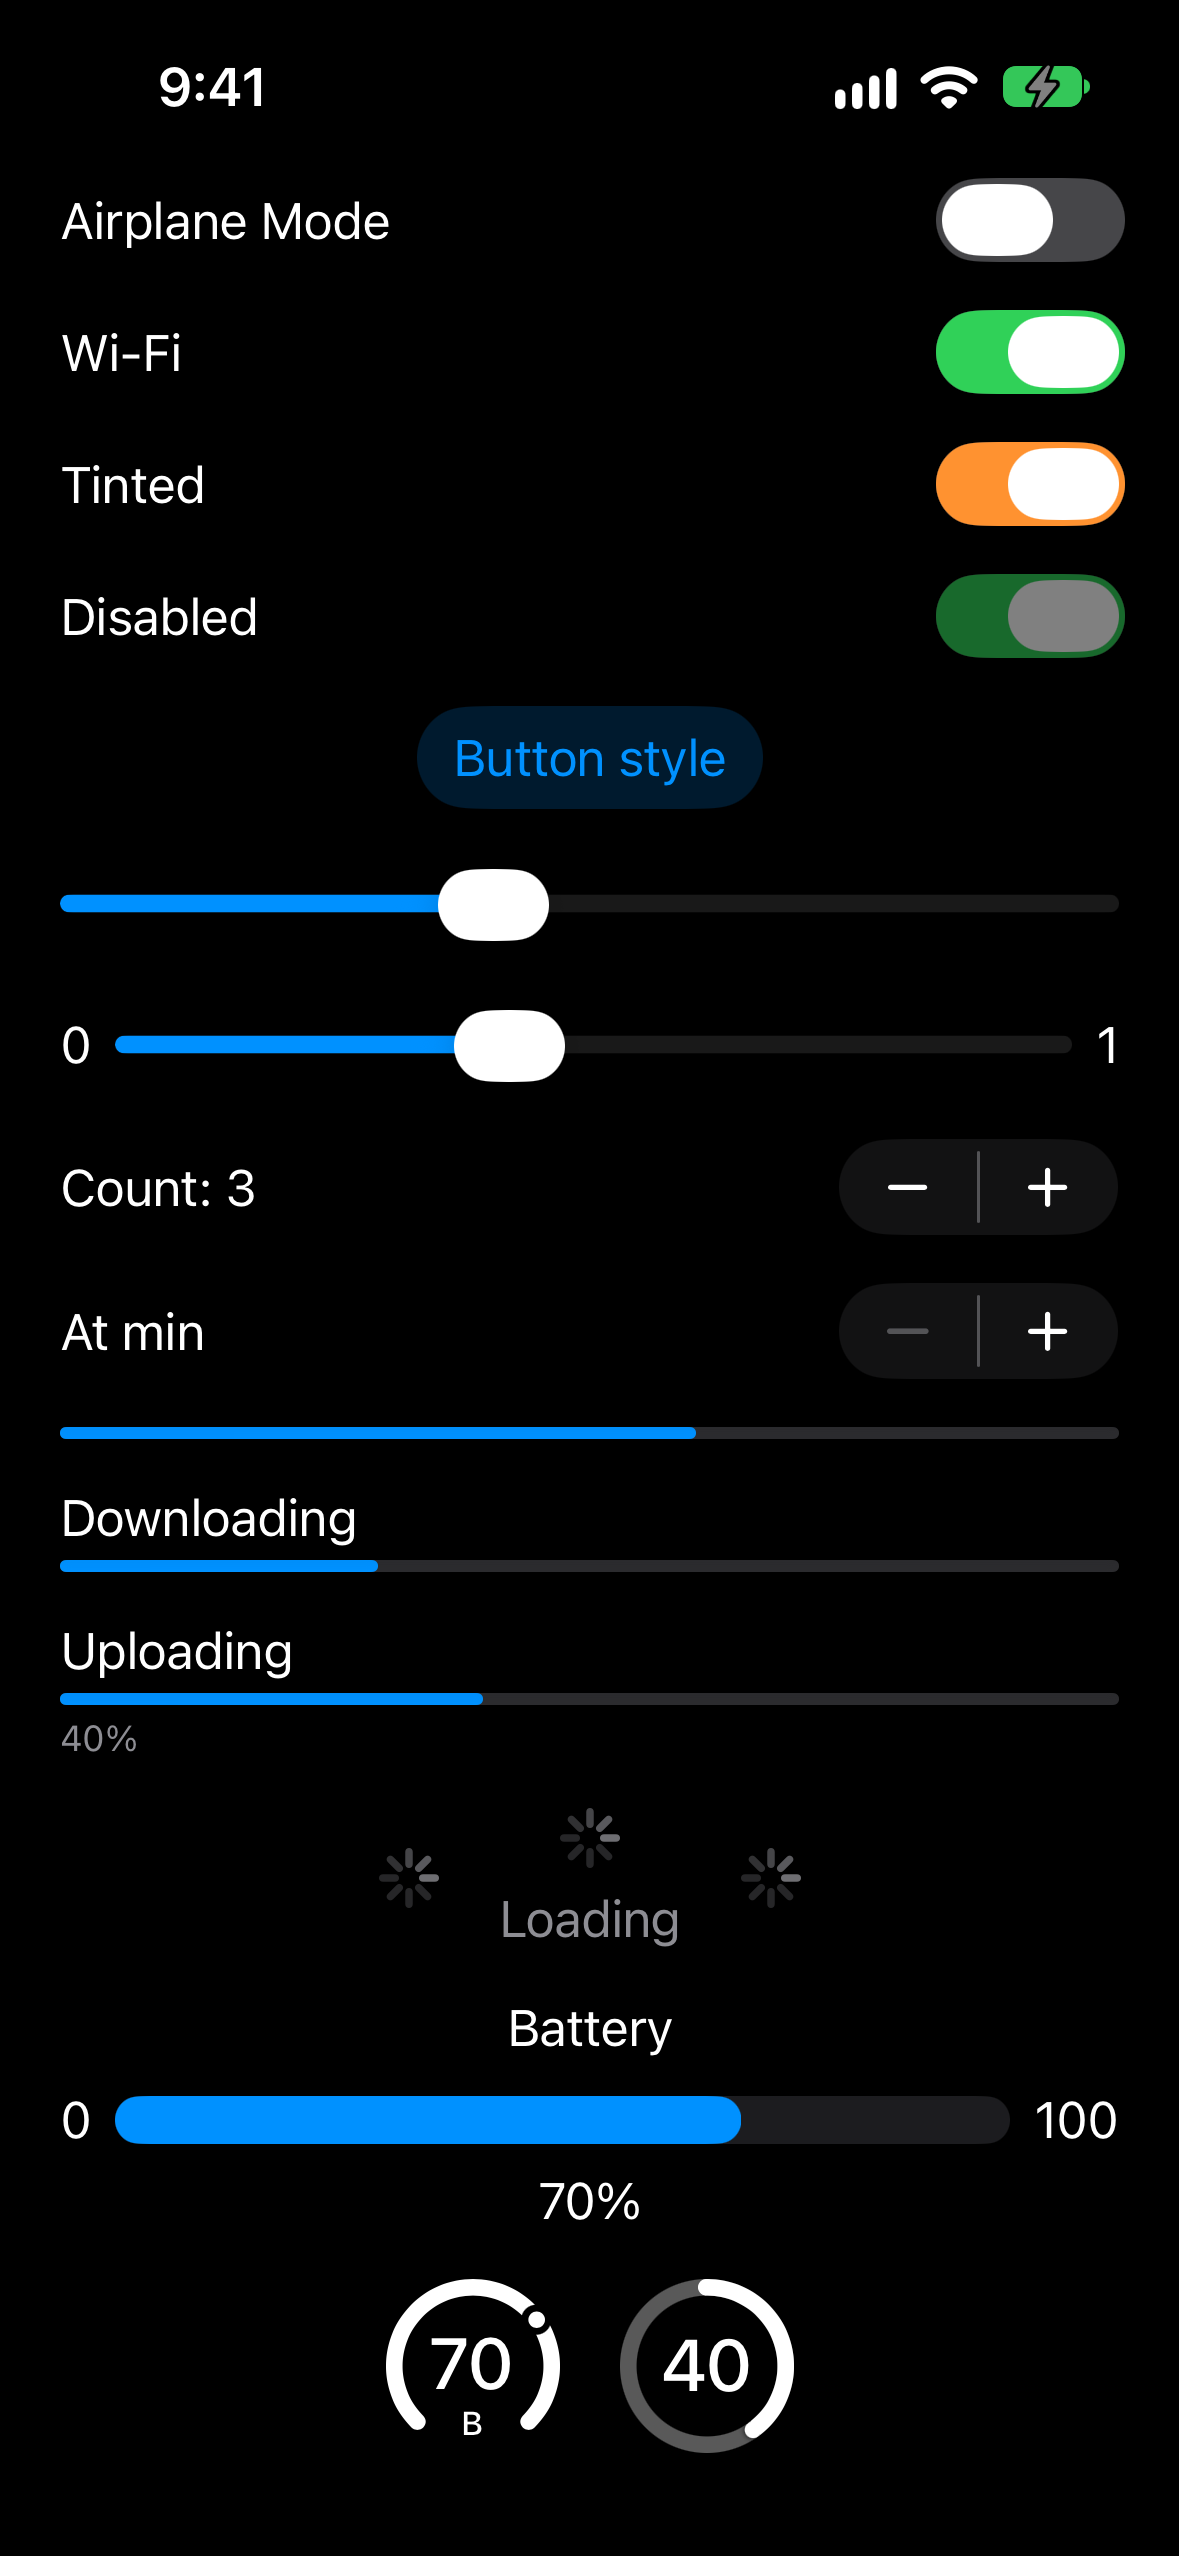 9:41
Airplane Mode
Wi-Fi
Tinted
Disabled
Button style
0 1
Count: 3
At min
Downloading
Uploading
40%
Loading
Battery
0 100
70%
70 40
B